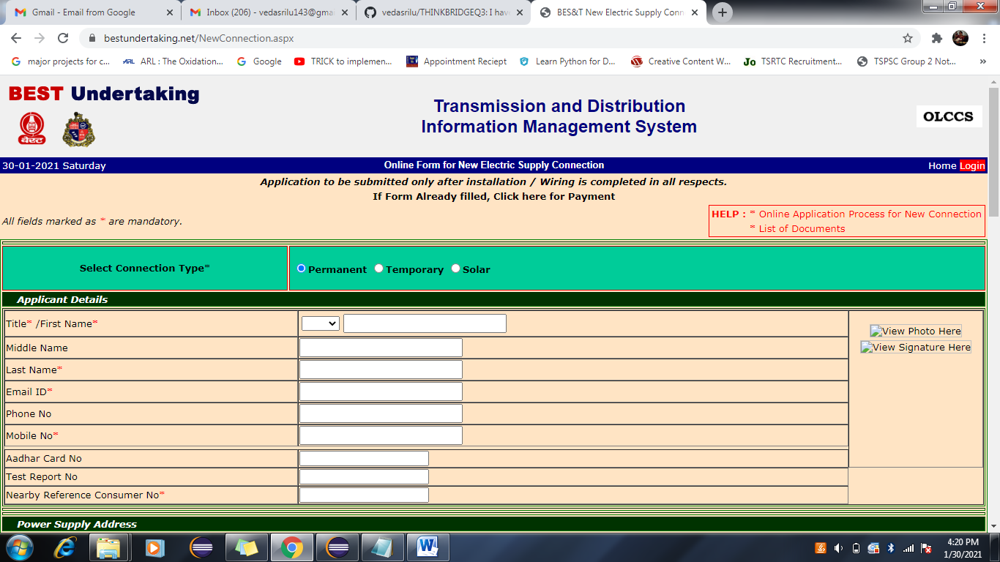 Gmail - Email from Google
Inbox (206) - vedasrilu143@gma
vedasrilu/THINKBRIDGEQ3: I hav
BES&T New Electric Supply Conn
bestundertaking.net/NewConnection.aspx
major projects for c...
ARL ARL : The Oxidation...
Google
TRICK to implemen...
Appointment Reciept
Learn Python for D...
Creative Content W...
Jo TSRTC Recruitment...
TSPSC Group 2 Not...
»
BEST Undertaking
Transmission and Distribution
Information Management System
बेस्ट
OLCCS
30-01-2021 Saturday
Online Form for New Electric Supply Connection
Home Login
Application to be submitted only after installation / Wiring is completed in all respects.
If Form Already filled, Click here for Payment
All fields marked as * are mandatory.
HELP : * Online Application Process for New Connection
* List of Documents
Select Connection Type*
Permanent Temporary Solar
Applicant Details
Title* /First Name*
View Photo Here
View Signature Here
Middle Name
Last Name*
Email ID*
Phone No
Mobile No*
Aadhar Card No
Test Report No
Nearby Reference Consumer No*
Power Supply Address
4:20 PM
1/30/2021